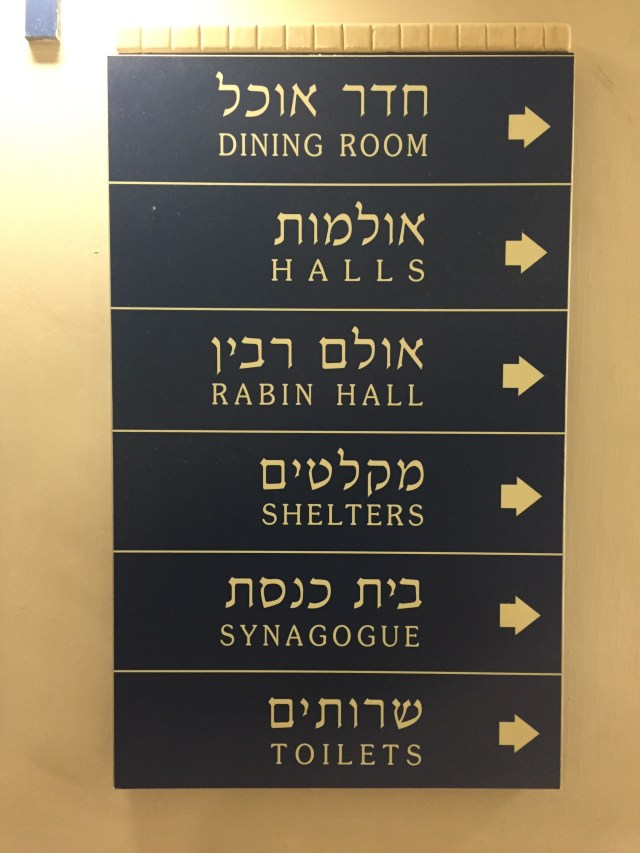 חדר אוכל
DINING ROOM
אולמות
HALLS
אולם רבין
RABIN HALL
מקלטים
SHELTERS
בית כנסת
SYNAGOGUE
שרותים
TOILETS